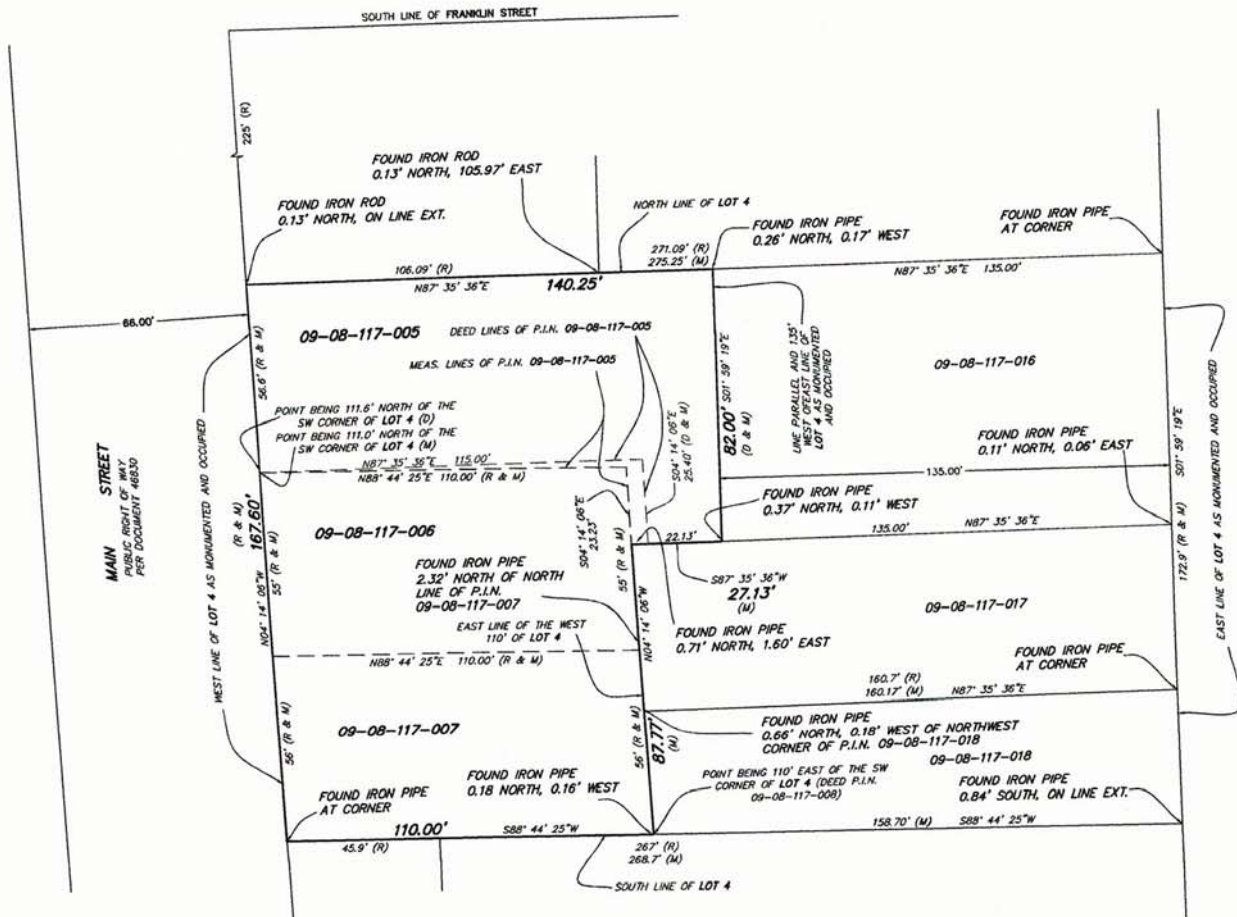 SOUTH LINE OF FRANKLIN STREET
225' (R)
FOUND IRON ROD
0.13' NORTH, 105.97' EAST
FOUND IRON ROD
0.13' NORTH, ON LINE EXT.
NORTH LINE OF LOT 4
FOUND IRON PIPE
0.26' NORTH, 0.17' WEST
FOUND IRON PIPE
AT CORNER
271.09' (R)
275.25' (M)
106.09' (R)
N87° 35' 36"E
140.25'
N87° 35' 36"E 135.00'
66.00'
56.6' (R & M)
09-08-117-005
DEED LINES OF P.I.N. 09-08-117-005
MEAS. LINES OF P.I.N. 09-08-117-005
82.00' S01° 59' 19"E
(D & M)
LINE PARALLEL AND 135'
WEST OFEAST LINE OF
LOT 4 AS MONUMENTED
AND OCCUPIED
09-08-117-016
S01° 59' 19"E
EAST LINE OF LOT 4 AS MONUMENTED AND OCCUPIED
POINT BEING 111.6' NORTH OF THE
SW CORNER OF LOT 4 (D)
POINT BEING 111.0' NORTH OF THE
SW CORNER OF LOT 4 (M)
S04° 14' 06"E
25.40' (D & M)
FOUND IRON PIPE
0.11' NORTH, 0.06' EAST
N87° 35' 36"E 115.00'
N88° 44' 25"E 110.00' (R & M)
135.00'
MAIN STREET
PUBLIC RIGHT OF WAY
PER DOCUMENT 46830
WEST LINE OF LOT 4 AS MONUMENTED AND OCCUPIED
167.60'
(R & M)
N04° 14' 06"W
55' (R & M)
09-08-117-006
S04° 14' 06"E
23.23'
FOUND IRON PIPE
0.37' NORTH, 0.11' WEST
22.13'
135.00' N87° 35' 36"E
172.9' (R & M)
FOUND IRON PIPE
2.32' NORTH OF NORTH
LINE OF P.I.N.
09-08-117-007
55' (R & M)
N04° 14' 06"W
S87° 35' 36"W
27.13'
(M)
09-08-117-017
EAST LINE OF THE WEST
110' OF LOT 4
FOUND IRON PIPE
0.71' NORTH, 1.60' EAST
N88° 44' 25"E 110.00' (R & M)
FOUND IRON PIPE
AT CORNER
160.7' (R)
160.17' (M) N87° 35' 36"E
56' (R & M)
09-08-117-007
56' (R & M)
87.77'
(M)
FOUND IRON PIPE
0.66' NORTH, 0.18' WEST OF NORTHWEST
CORNER OF P.I.N. 09-08-117-018
09-08-117-018
FOUND IRON PIPE
AT CORNER
FOUND IRON PIPE
0.18 NORTH, 0.16' WEST
POINT BEING 110' EAST OF THE SW
CORNER OF LOT 4 (DEED P.I.N.
09-08-117-008)
FOUND IRON PIPE
0.84' SOUTH, ON LINE EXT.
110.00'
S88° 44' 25"W
158.70' (M) S88° 44' 25"W
45.9' (R)
267' (R)
268.7' (M)
SOUTH LINE OF LOT 4